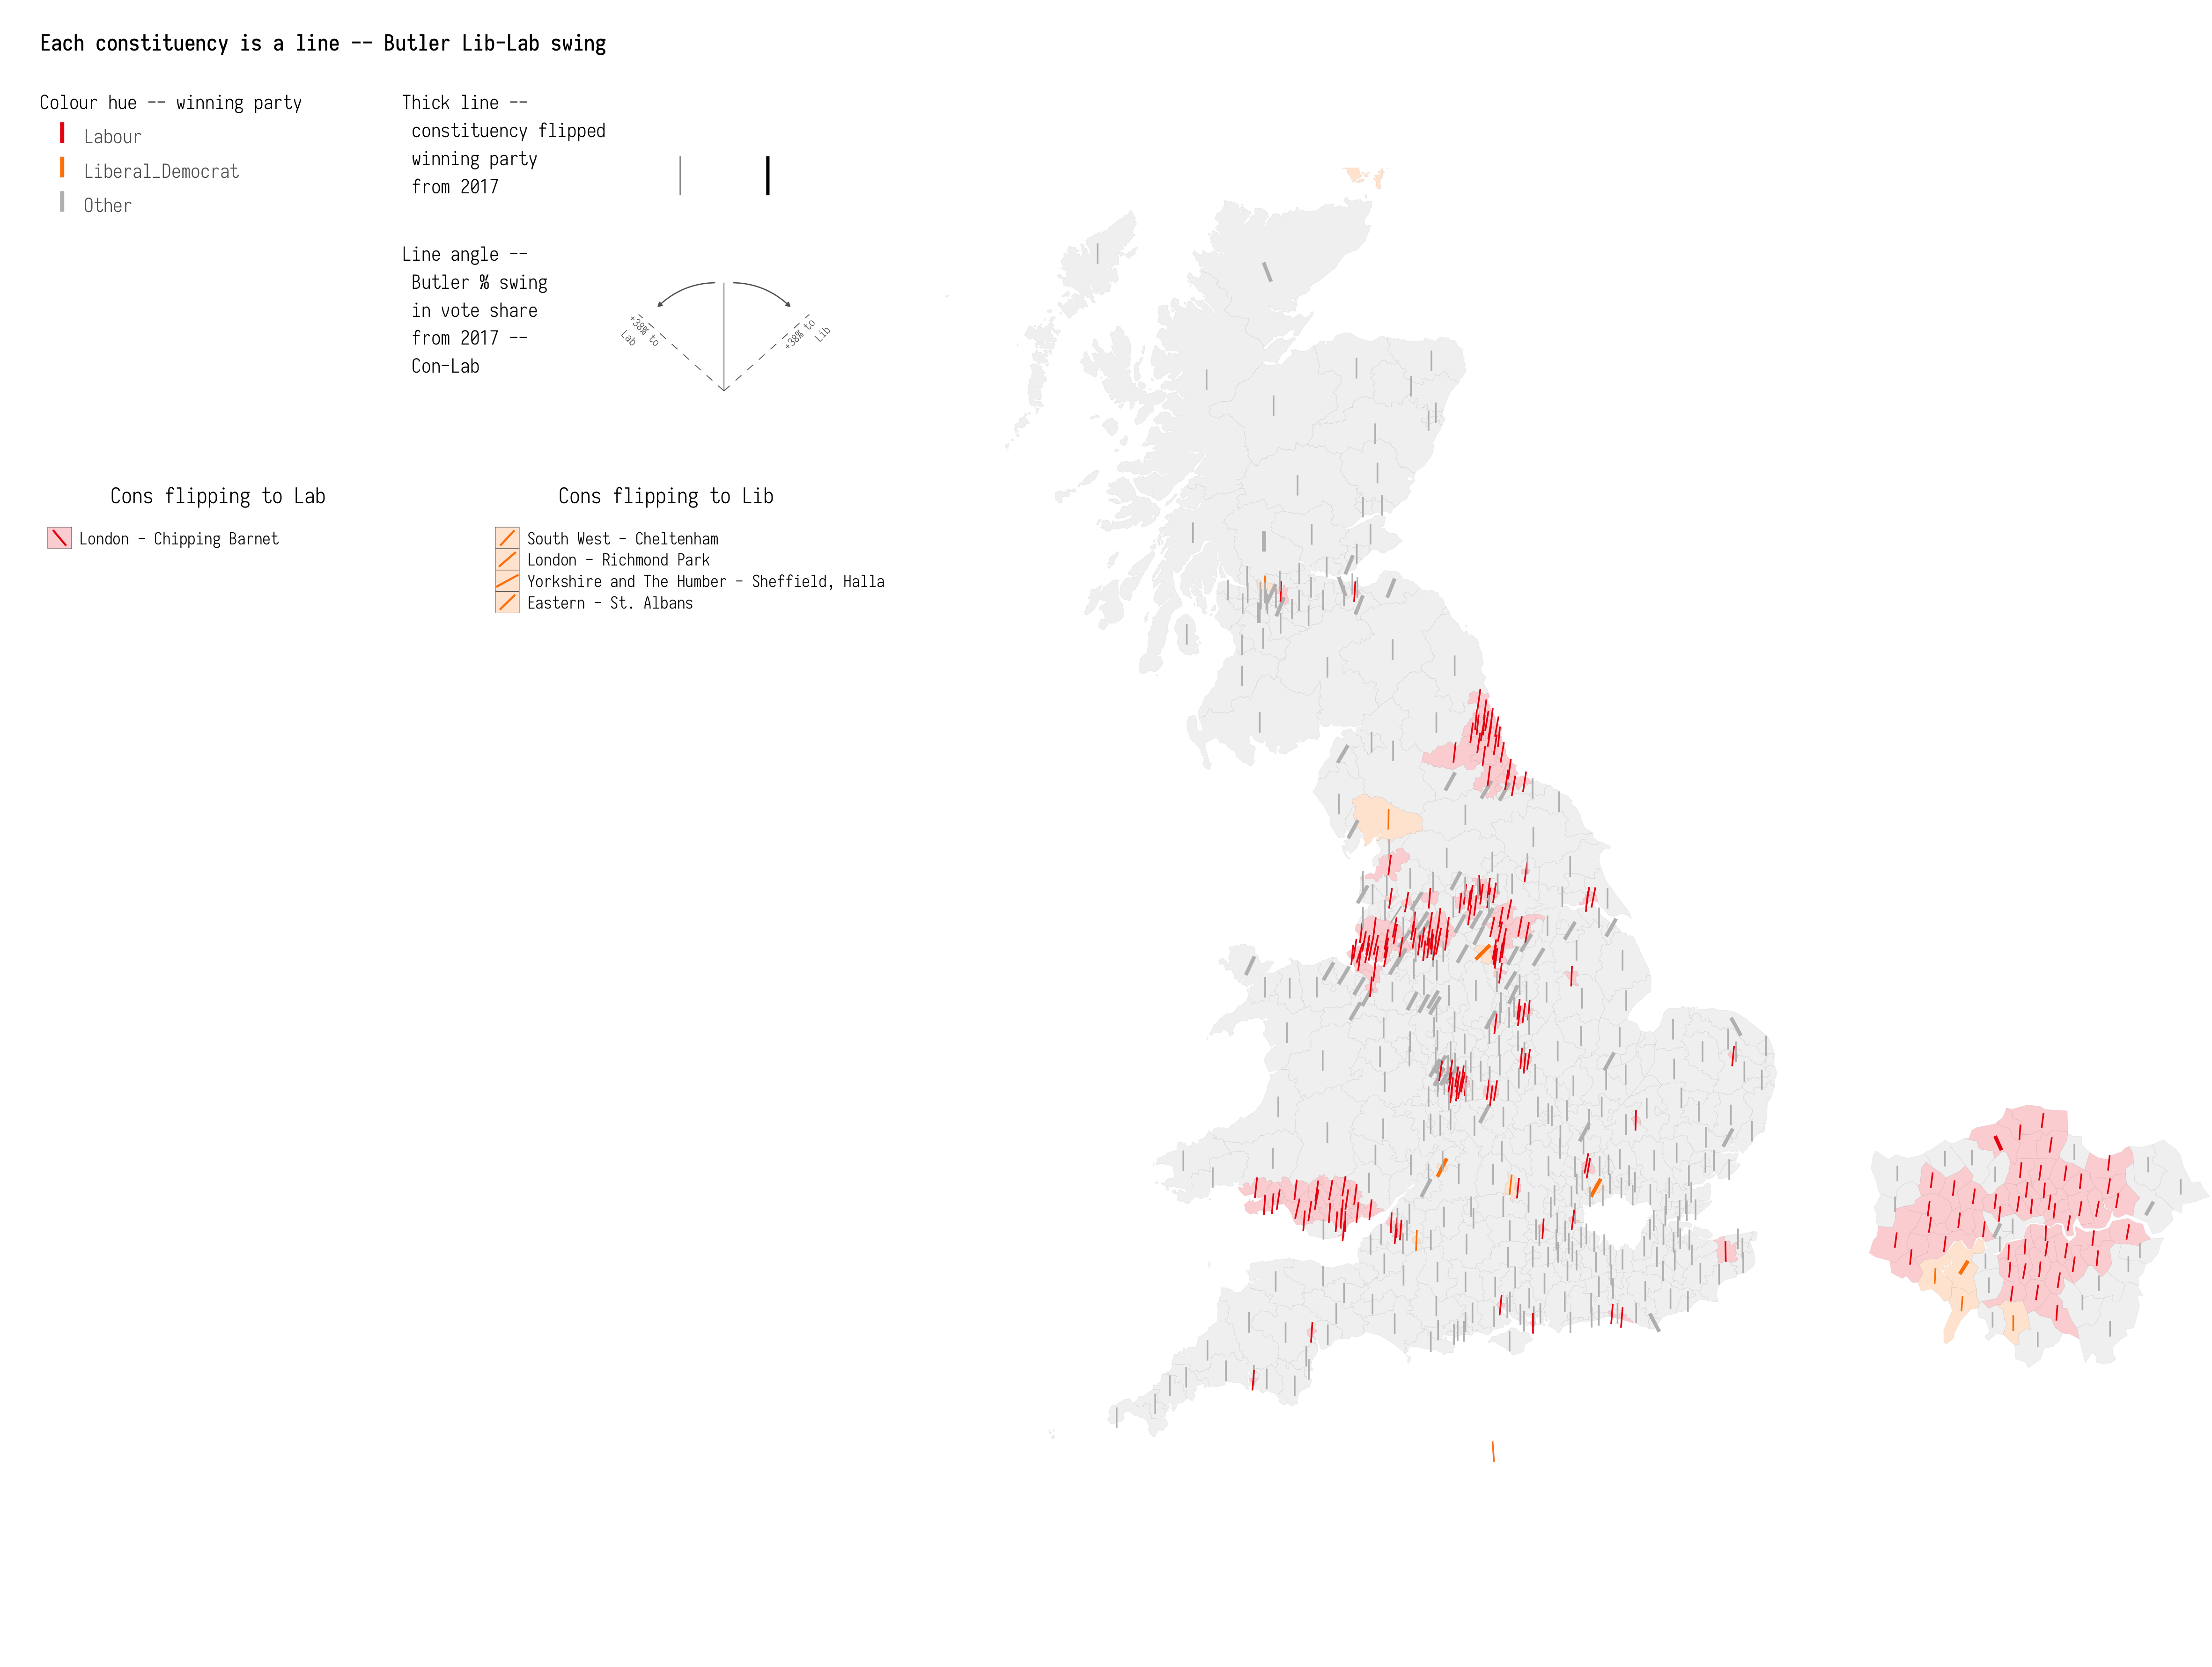 Each constituency is a line -- Butler Lib-Lab swing
Colour hue -- winning party
Labour
Liberal_Democrat
Other
Thick line --
constituency flipped
winning party
from 2017
Line angle --
Butler % swing
in vote share
from 2017 --
Con-Lab
+38% to
Lab
+38% to
Lib
Cons flipping to Lab
London - Chipping Barnet
Cons flipping to Lib
South West - Cheltenham
London - Richmond Park
Yorkshire and The Humber - Sheffield, Halla
Eastern - St. Albans